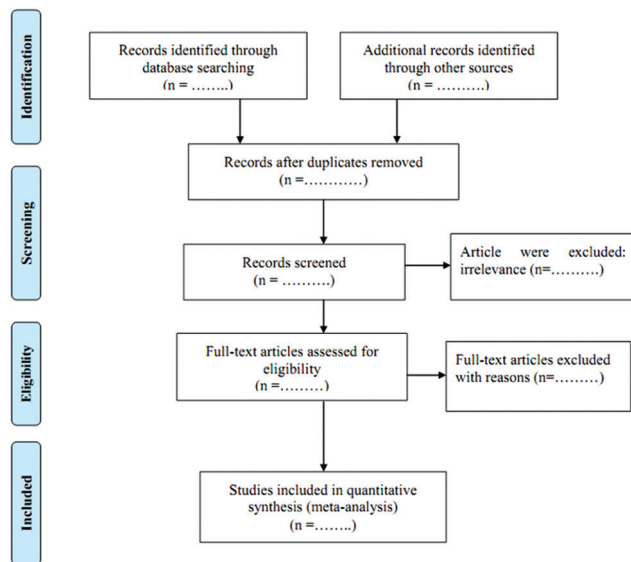 Identification
Records identified through
database searching
(n = ……..)
Additional records identified
through other sources
(n = ……….)
Records after duplicates removed
(n =…………)
Screening
Records screened
(n = ……….)
Article were excluded:
irrelevance (n=……….)
Eligibility
Full-text articles assessed for
eligibility
(n =………)
Full-text articles excluded
with reasons (n=………)
Included
Studies included in quantitative
synthesis (meta-analysis)
(n =……..)